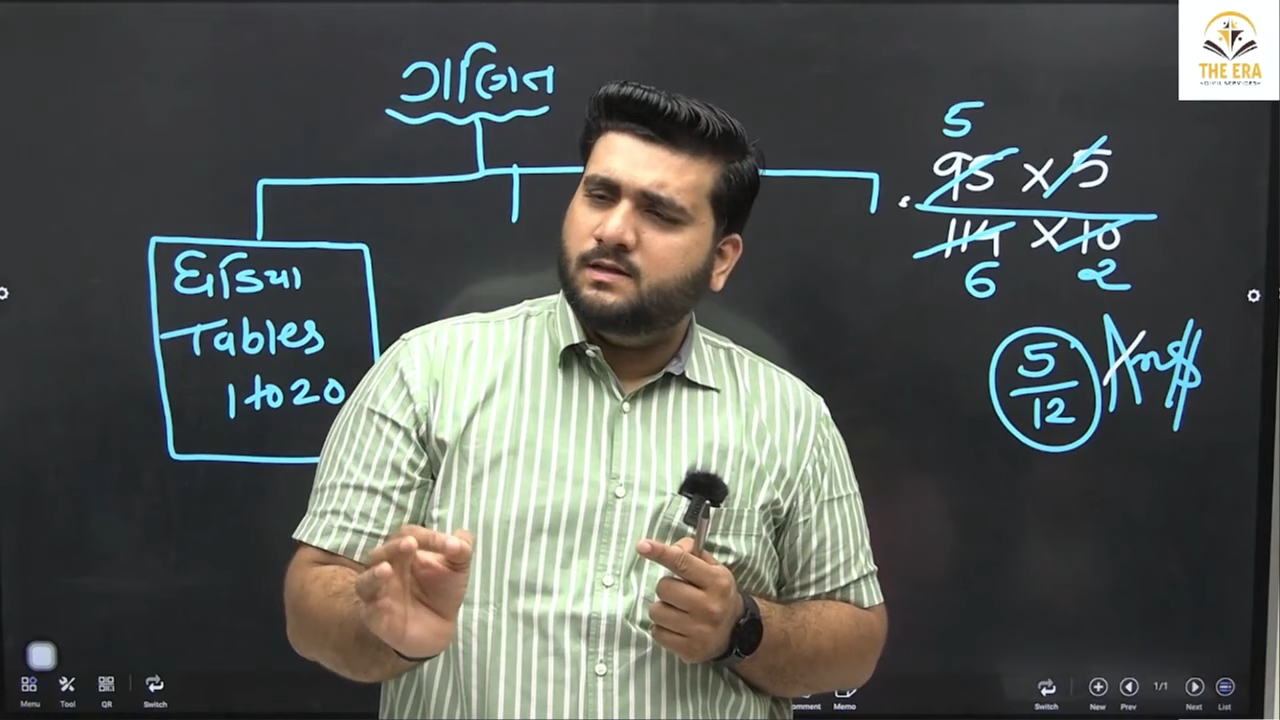 ગણિત
ઘડિયા
Tables
1 to 20
5
95 × 5
114 × 10
6 2
5
12
Ans
THE ERA
Menu
Tool
QR
Switch
Memo
Switch
New
Prev
1/1
Next
List